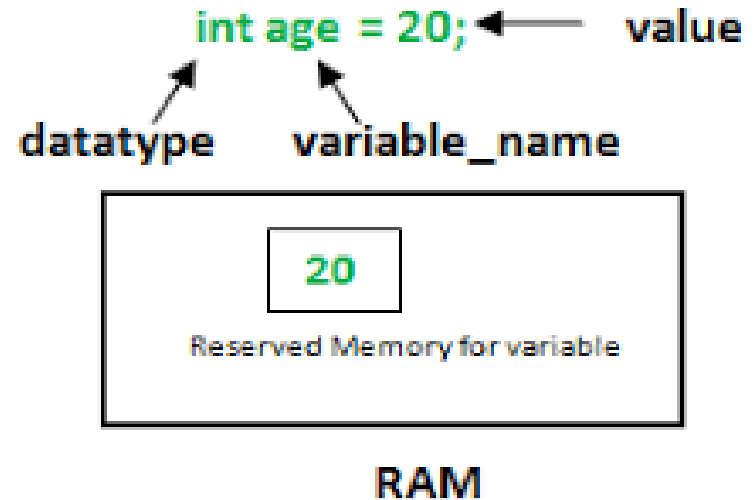 int age = 20; value
datatype variable_name
20
Reserved Memory for variable
RAM